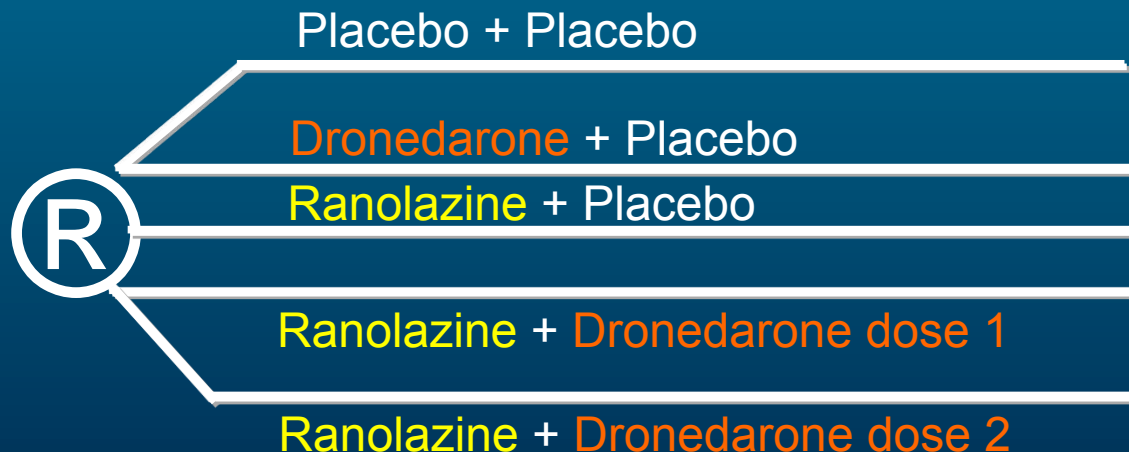 Placebo + Placebo
Dronedarone + Placebo
Ranolazine + Placebo
R
Ranolazine + Dronedarone dose 1
Ranolazine + Dronedarone dose 2